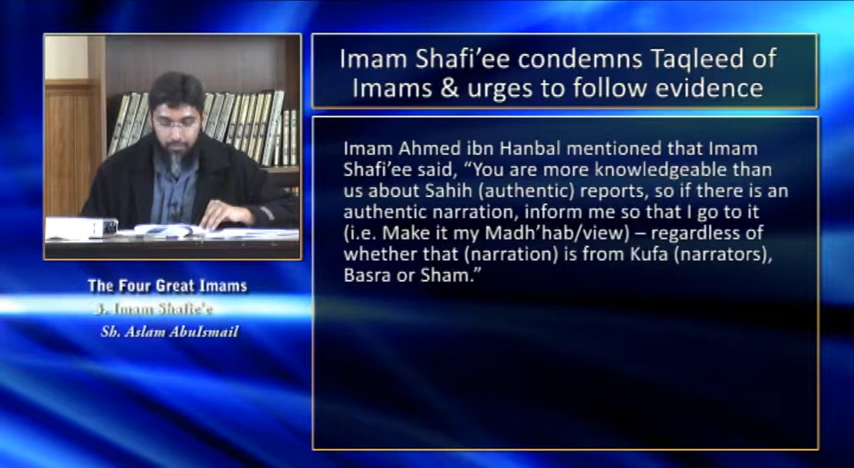 Imam Shafi'ee condemns Taqleed of
Imams & urges to follow evidence
Imam Ahmed ibn Hanbal mentioned that Imam
Shafi'ee said, "You are more knowledgeable than
us about Sahih (authentic) reports, so if there is an
authentic narration, inform me so that I go to it
(i.e. Make it my Madh'hab/view) – regardless of
whether that (narration) is from Kufa (narrators),
Basra or Sham."
The Four Great Imams
3. Imam Shafie'e
Sh. Aslam AbuIsmail